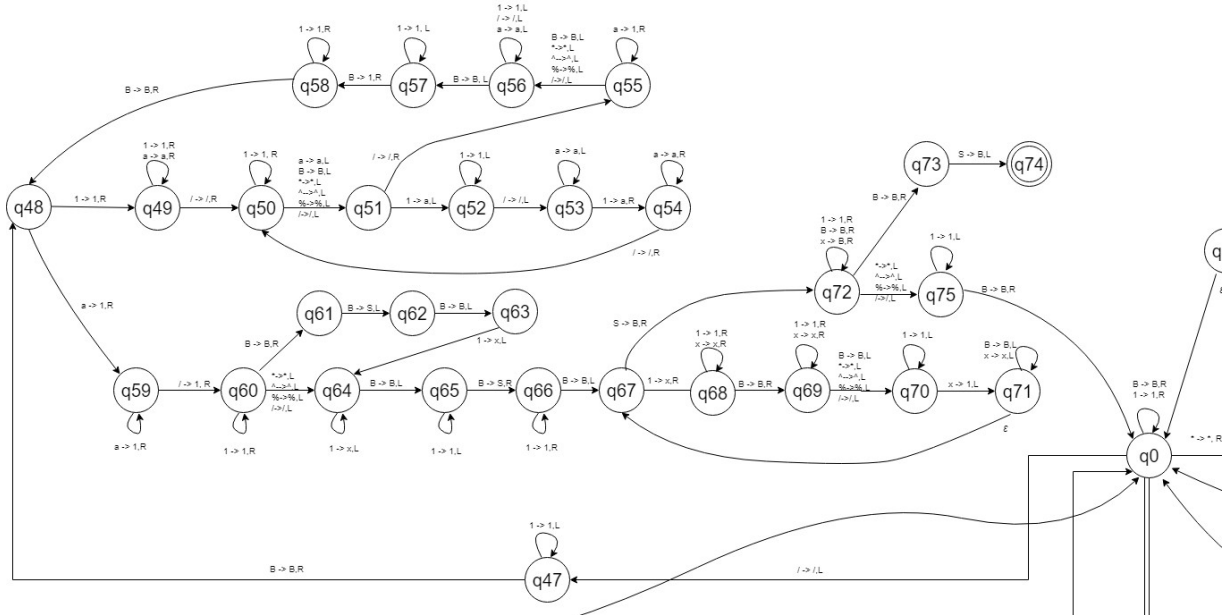 1 -> 1,R
1 -> 1, L
1 -> 1,L
/ -> /,L
a -> a,L
B -> B,L
*->*,L
^-->^,L
%->%,L
/->/,L
a -> 1,R
q58
B -> 1,R
q57
B -> B, L
q56
q55
B -> B,R
1 -> 1,R
a -> a,R
1 -> 1, R
a -> a,L
B -> B,L
*->*,L
^-->^,L
%->%,L
/->/,L
/ -> /,R
1 -> 1,L
a -> a,L
a -> a,R
q48
1 -> 1,R
q49
/ -> /,R
q50
q51
1 -> a,L
q52
/ -> /,L
q53
1 -> a,R
q54
/ -> /,R
q73
S -> B,L
q74
B -> B,R
1 -> 1,R
B -> B,R
x -> B,R
q72
*->*,L
^-->^,L
%->%,L
/->/,L
1 -> 1,L
q75
B -> B,R
a -> 1,R
q61
B -> S,L
q62
B -> B,L
q63
B -> B,R
1 -> x,L
S -> B,R
q59
/ -> 1, R
q60
*->*,L
^-->^,L
%->%,L
/->/,L
q64
B -> B,L
q65
B -> S,R
q66
B -> B,L
q67
1 -> x,R
1 -> 1,R
x -> x,R
q68
B -> B,R
1 -> 1,R
x -> x,R
q69
B -> B,L
*->*,L
^-->^,L
%->%,L
/->/,L
1 -> 1,L
q70
x -> 1,L
B -> B,L
x -> x,L
q71
ε
a -> 1,R
1 -> 1,R
1 -> x,L
1 -> 1,L
1 -> 1,R
B -> B,R
1 -> 1,R
q0
* -> *, R
1 -> 1,L
q47
B -> B,R
/ -> /,L